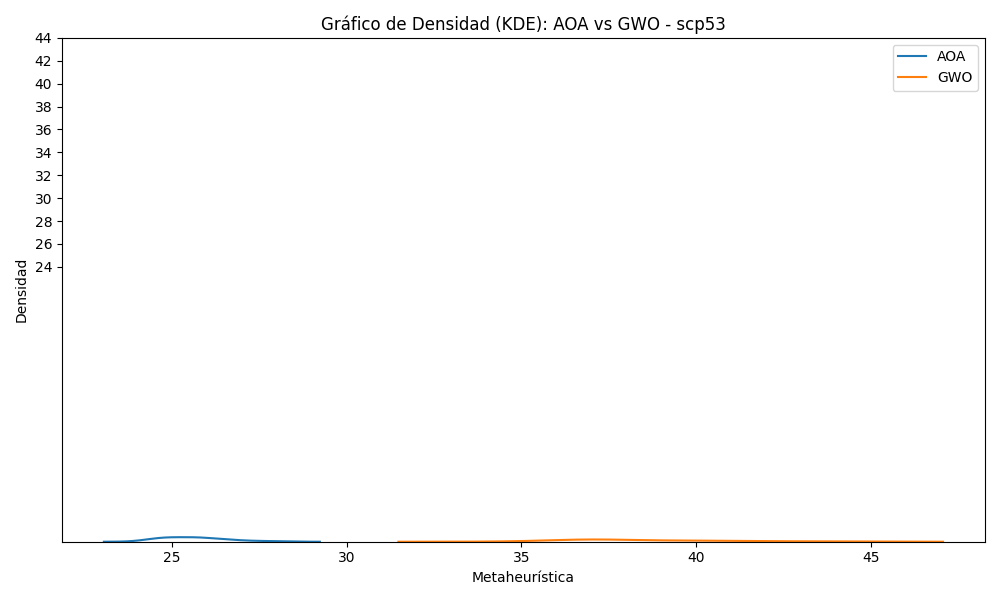 Gráfico de Densidad (KDE): AOA vs GWO - scp53
AOA
GWO
44
42
40
38
36
34
32
30
28
26
24
Densidad
25 30 35 40 45
Metaheurística